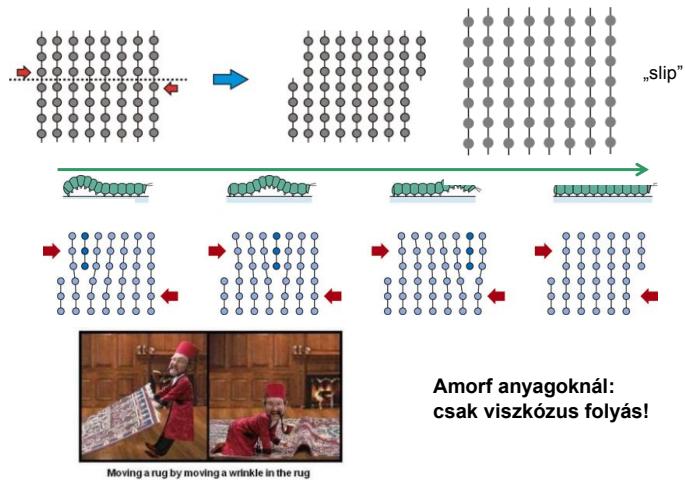 „slip”
Amorf anyagoknál:
csak viszkózus folyás!
Moving a rug by moving a wrinkle in the rug